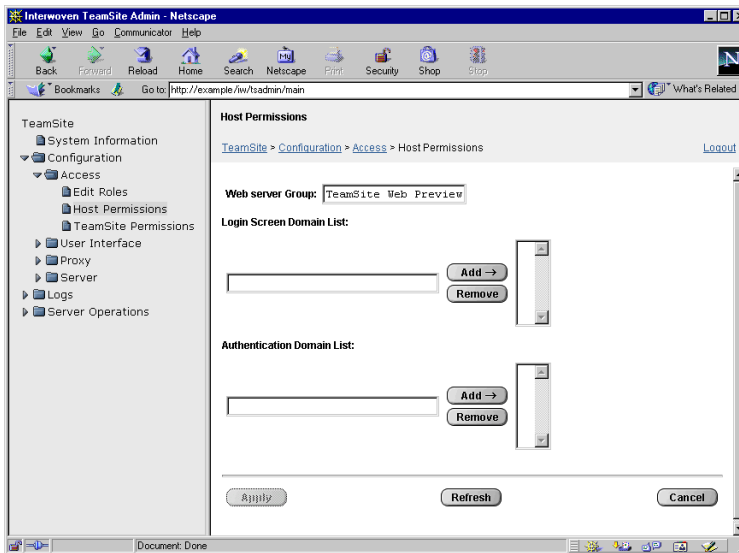 Interwoven TeamSite Admin - Netscape
File Edit View Go Communicator Help
Back Forward Reload Home Search Netscape Print Security Shop Stop
My
N
Bookmarks Go to: http://example/iw/tsadmin/main What's Related
TeamSite
System Information
Configuration
Access
Edit Roles
Host Permissions
TeamSite Permissions
User Interface
Proxy
Server
Logs
Server Operations
Host Permissions
TeamSite > Configuration > Access > Host Permissions Logout
Web server Group: TeamSite Web Preview
Login Screen Domain List:
Add →
Remove
Authentication Domain List:
Add →
Remove
Apply Refresh Cancel
Document: Done